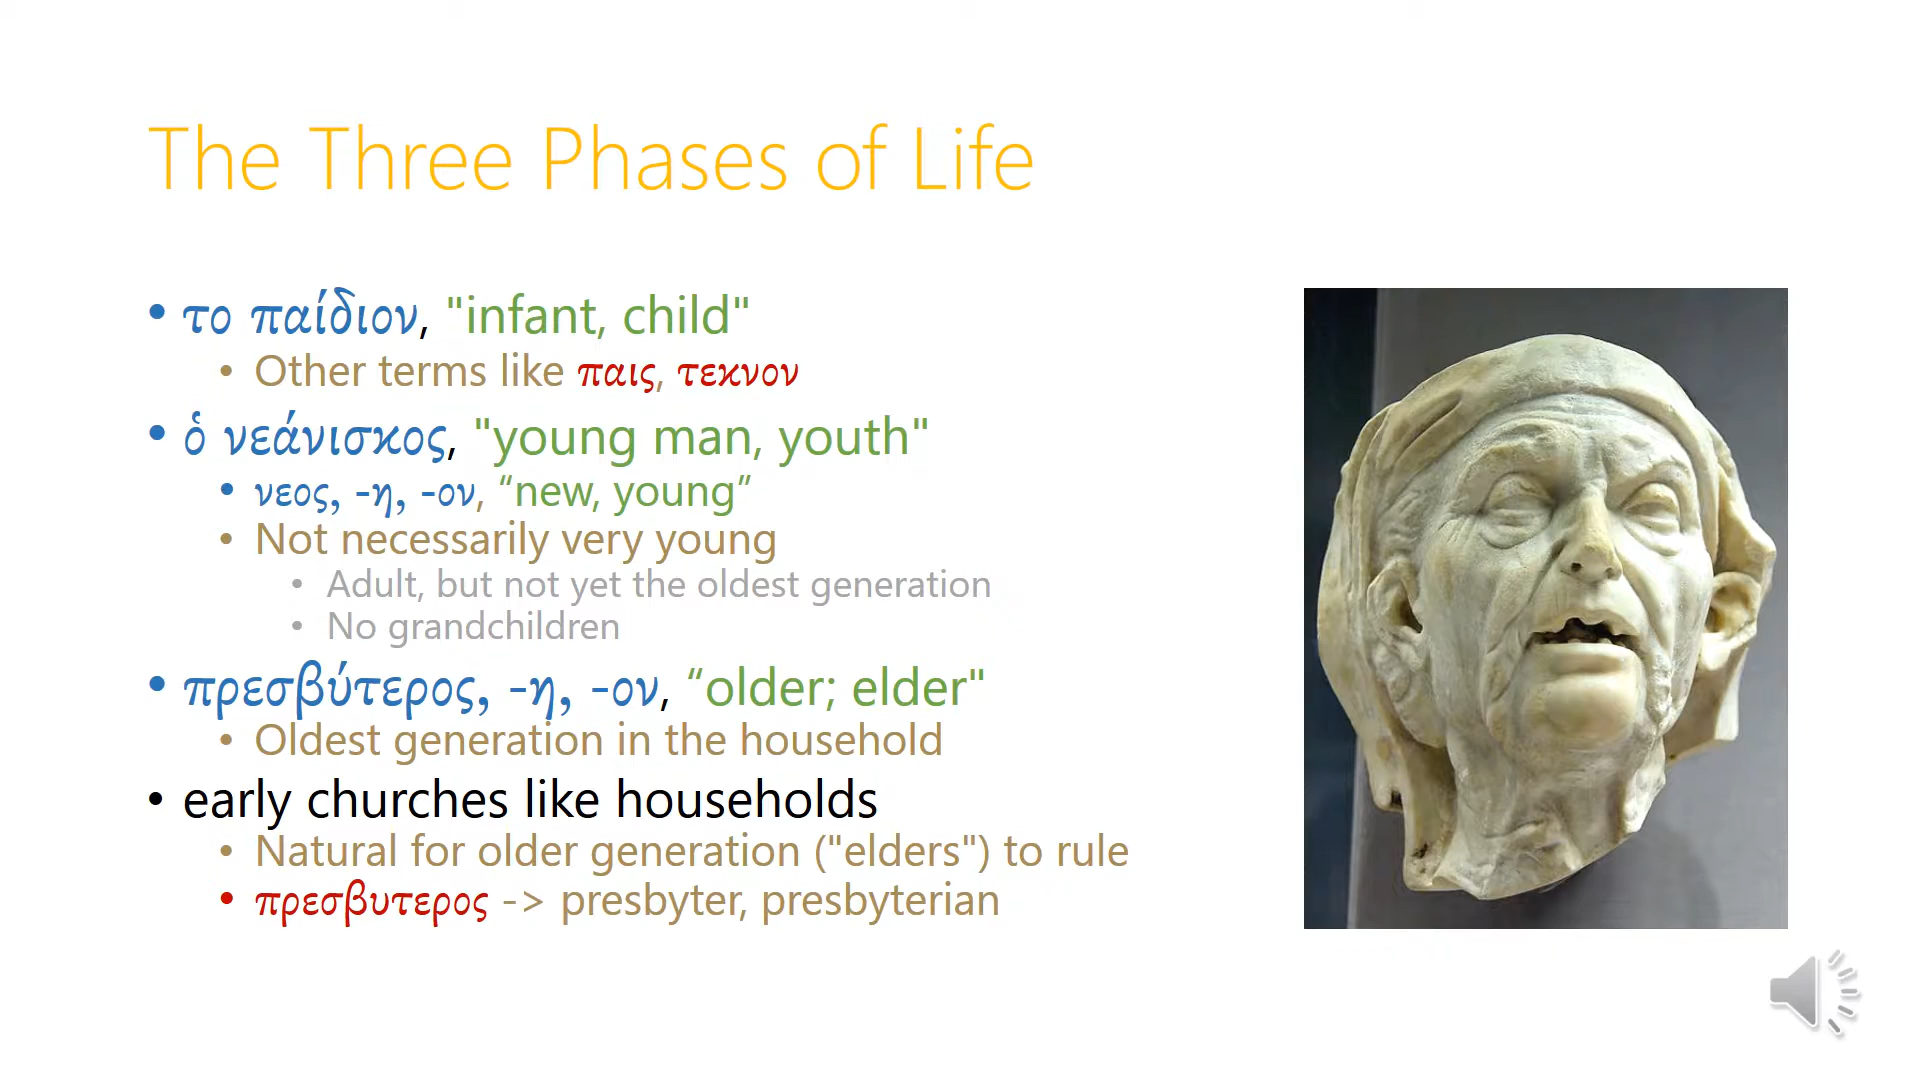 The Three Phases of Life
• το παίδιον, "infant, child"
• Other terms like παις, τεκνον
• ὁ νεάνισκος, "young man, youth"
• νεος, -η, -ον, “new, young”
• Not necessarily very young
• Adult, but not yet the oldest generation
• No grandchildren
• πρεσβύτερος, -η, -ον, “older; elder"
• Oldest generation in the household
• early churches like households
• Natural for older generation ("elders") to rule
• πρεσβυτερος -> presbyter, presbyterian